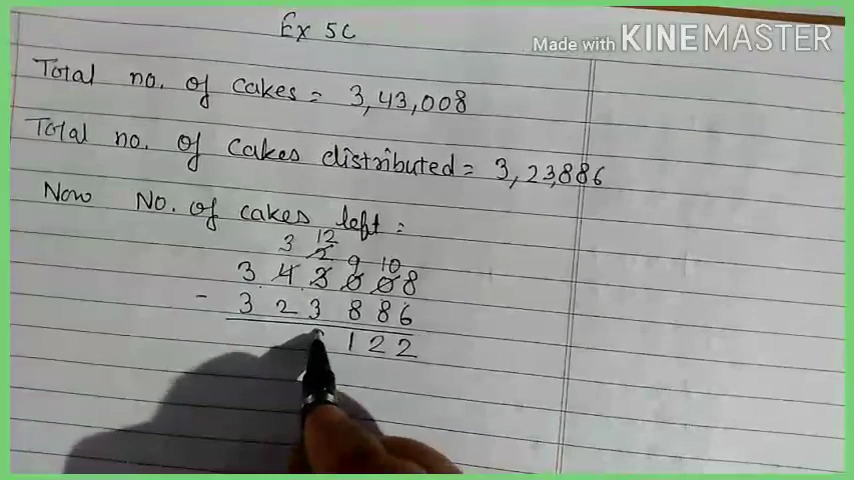 Ex 5C
Made with KINEMASTER
Total no. of cakes = 3,43,008
Total no. of cakes distributed = 3,23,886
Now No. of cakes left =
3 12
2 9 10
3 4 3 0 0 8
- 3 2 3 8 8 6
1 2 2